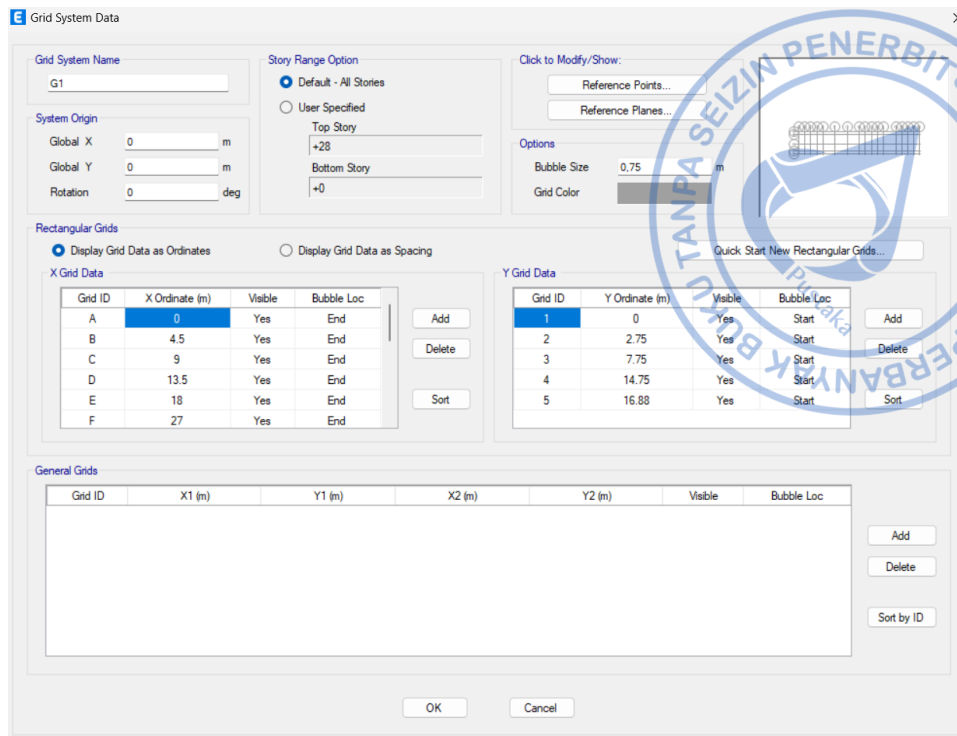 Grid System Data
Grid System Name
G1
System Origin
Global X 0 m
Global Y 0 m
Rotation 0 deg
Story Range Option
Default - All Stories
User Specified
Top Story
+28
Bottom Story
+0
Click to Modify/Show:
Reference Points...
Reference Planes...
Options
Bubble Size 0,75 m
Grid Color
Rectangular Grids
Display Grid Data as Ordinates Display Grid Data as Spacing Quick Start New Rectangular Grids...
X Grid Data
Grid ID X Ordinate (m) Visible Bubble Loc
A 0 Yes End
B 4.5 Yes End
C 9 Yes End
D 13.5 Yes End
E 18 Yes End
F 27 Yes End
Add
Delete
Sort
Y Grid Data
Grid ID Y Ordinate (m) Visible Bubble Loc
1 0 Yes Start
2 2.75 Yes Start
3 7.75 Yes Start
4 14.75 Yes Start
5 16.88 Yes Start
Add
Delete
Sort
General Grids
Grid ID X1 (m) Y1 (m) X2 (m) Y2 (m) Visible Bubble Loc
Add
Delete
Sort by ID
OK Cancel
TANPA SEIZIN PENERBIT
Pustaka
BUKU